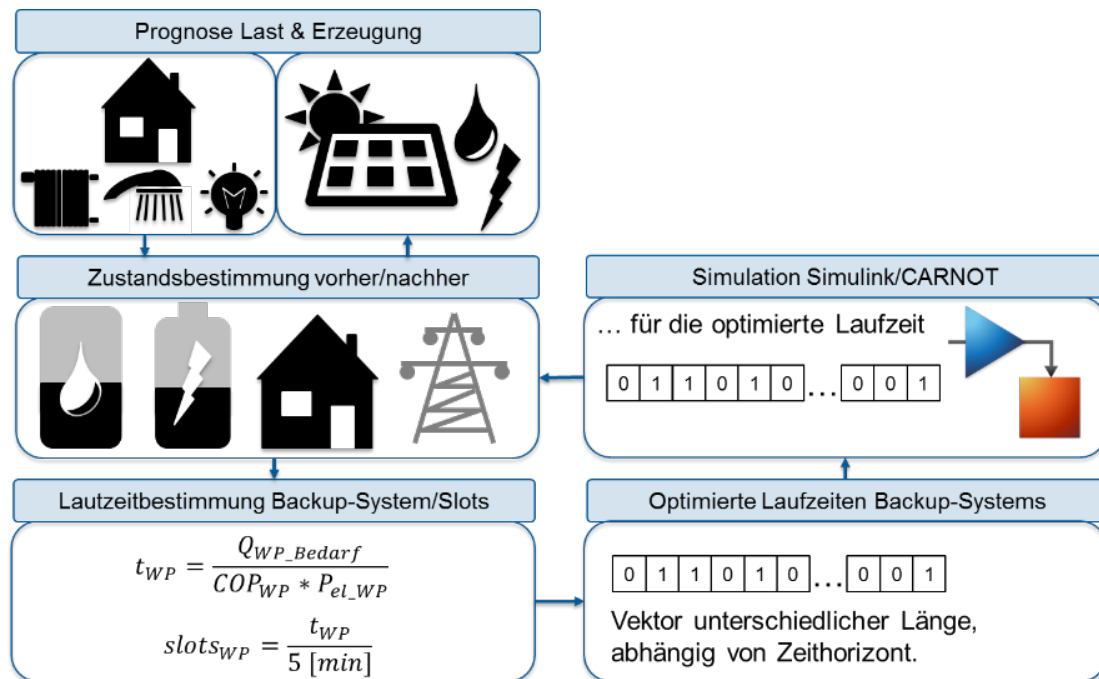 Prognose Last & Erzeugung
Zustandsbestimmung vorher/nachher
Lautzeitbestimmung Backup-System/Slots
t_WP = Q_WP_Bedarf / (COP_WP * P_el_WP)
slots_WP = t_WP / 5 [min]
Simulation Simulink/CARNOT
… für die optimierte Laufzeit
0 1 1 0 1 0 … 0 0 1
Optimierte Laufzeiten Backup-Systems
0 1 1 0 1 0 … 0 0 1
Vektor unterschiedlicher Länge,
abhängig von Zeithorizont.